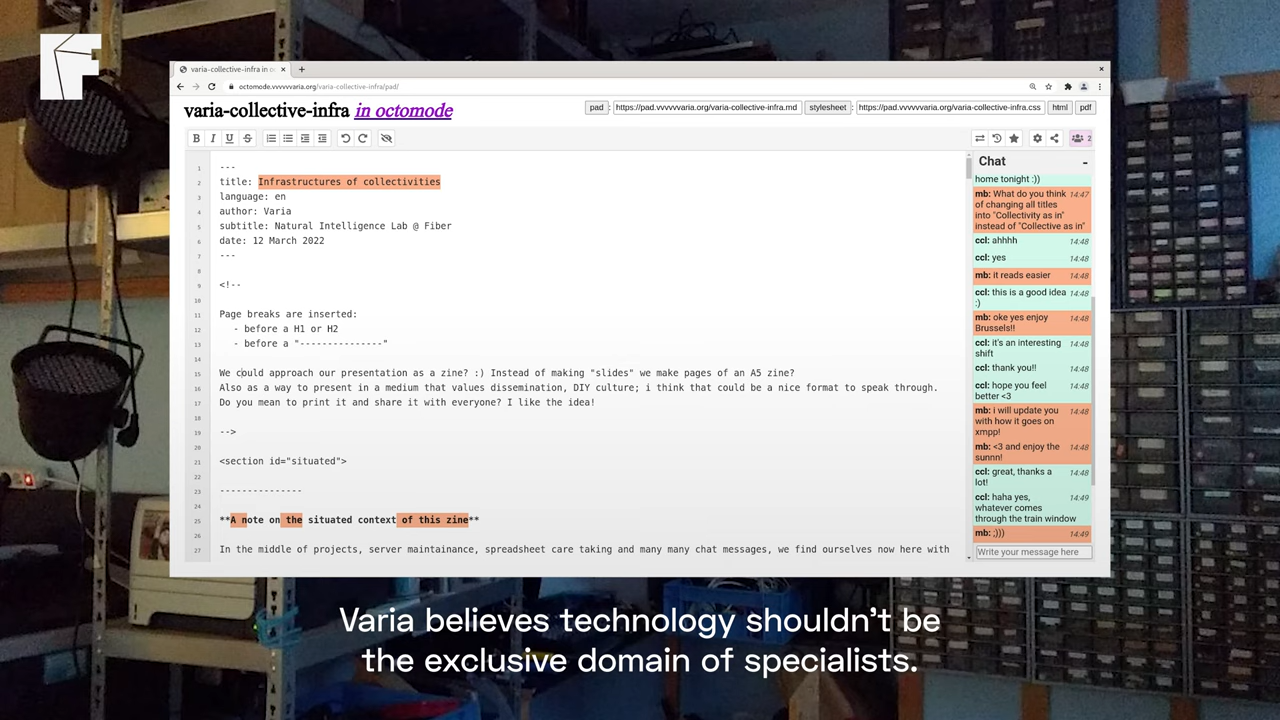 varia-collective-infra in oc
octomode.vvvvvvaria.org/varia-collective-infra/pad/
varia-collective-infra in octomode
pad : https://pad.vvvvvvaria.org/varia-collective-infra.md stylesheet : https://pad.vvvvvvaria.org/varia-collective-infra.css html pdf
B I U S
2
1 ---
2 title: Infrastructures of collectivities
3 language: en
4 author: Varia
5 subtitle: Natural Intelligence Lab @ Fiber
6 date: 12 March 2022
7 ---
8
9 <!--
10
11 Page breaks are inserted:
12 - before a H1 or H2
13 - before a "--------------"
14
15 We could approach our presentation as a zine? :) Instead of making "slides" we make pages of an A5 zine?
16 Also as a way to present in a medium that values dissemination, DIY culture; i think that could be a nice format to speak through.
17 Do you mean to print it and share it with everyone? I like the idea!
18
19 -->
20
21 <section id="situated">
22
23 --------------
24
25 **A note on the situated context of this zine**
26
27 In the middle of projects, server maintainance, spreadsheet care taking and many many chat messages, we find ourselves now here with
Chat -
home tonight :))
mb: What do you think 14:47
of changing all titles
into "Collectivity as in"
instead of "Collective as in"
ccl: ahhhh 14:48
ccl: yes 14:48
mb: it reads easier 14:48
ccl: this is a good idea 14:48
:)
mb: oke yes enjoy 14:48
Brussels!!
ccl: it's an interesting 14:48
shift
ccl: thank you!! 14:48
ccl: hope you feel 14:48
better <3
mb: i will update you 14:48
with how it goes on
xmpp!
mb: <3 and enjoy the 14:48
sunnn!
ccl: great, thanks a 14:48
lot!
ccl: haha yes, 14:49
whatever comes
through the train window
mb: ;))) 14:49
Write your message here
Varia believes technology shouldn't be
the exclusive domain of specialists.